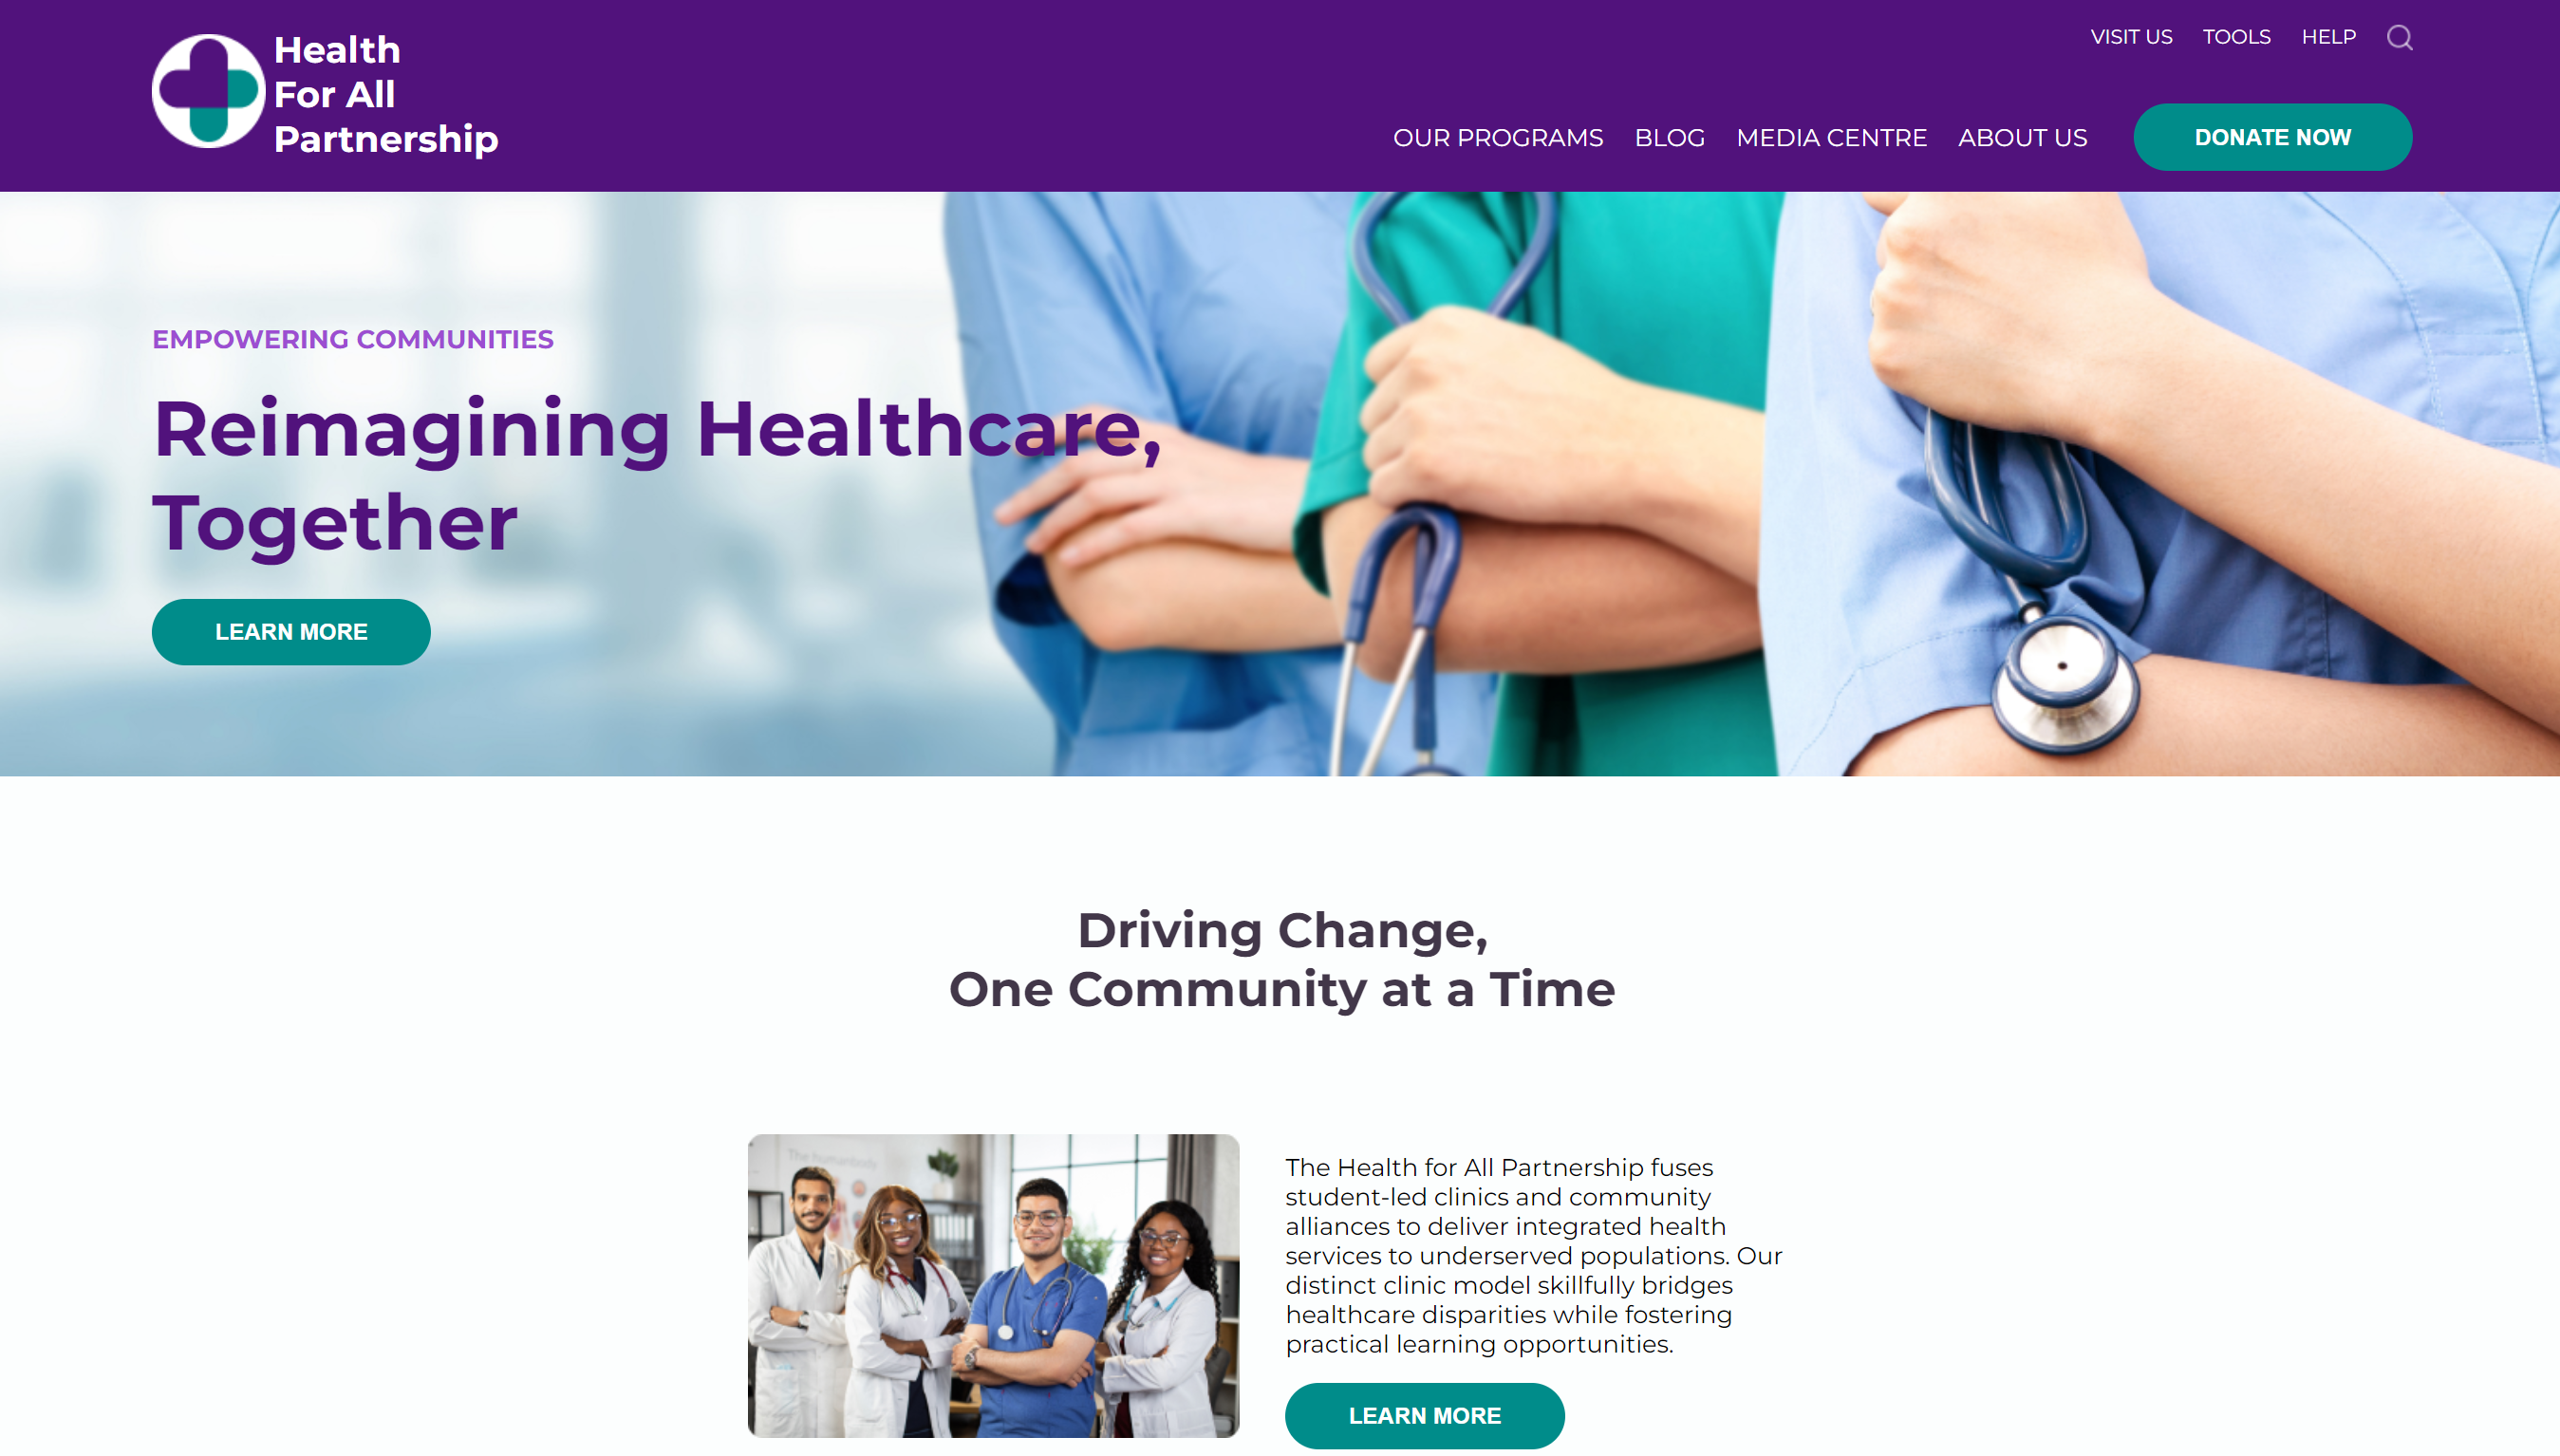 Health
For All
Partnership
VISIT US TOOLS HELP
OUR PROGRAMS BLOG MEDIA CENTRE ABOUT US DONATE NOW
EMPOWERING COMMUNITIES
Reimagining Healthcare,
Together
LEARN MORE
Driving Change,
One Community at a Time
The humanbody
The Health for All Partnership fuses
student-led clinics and community
alliances to deliver integrated health
services to underserved populations. Our
distinct clinic model skillfully bridges
healthcare disparities while fostering
practical learning opportunities.
LEARN MORE